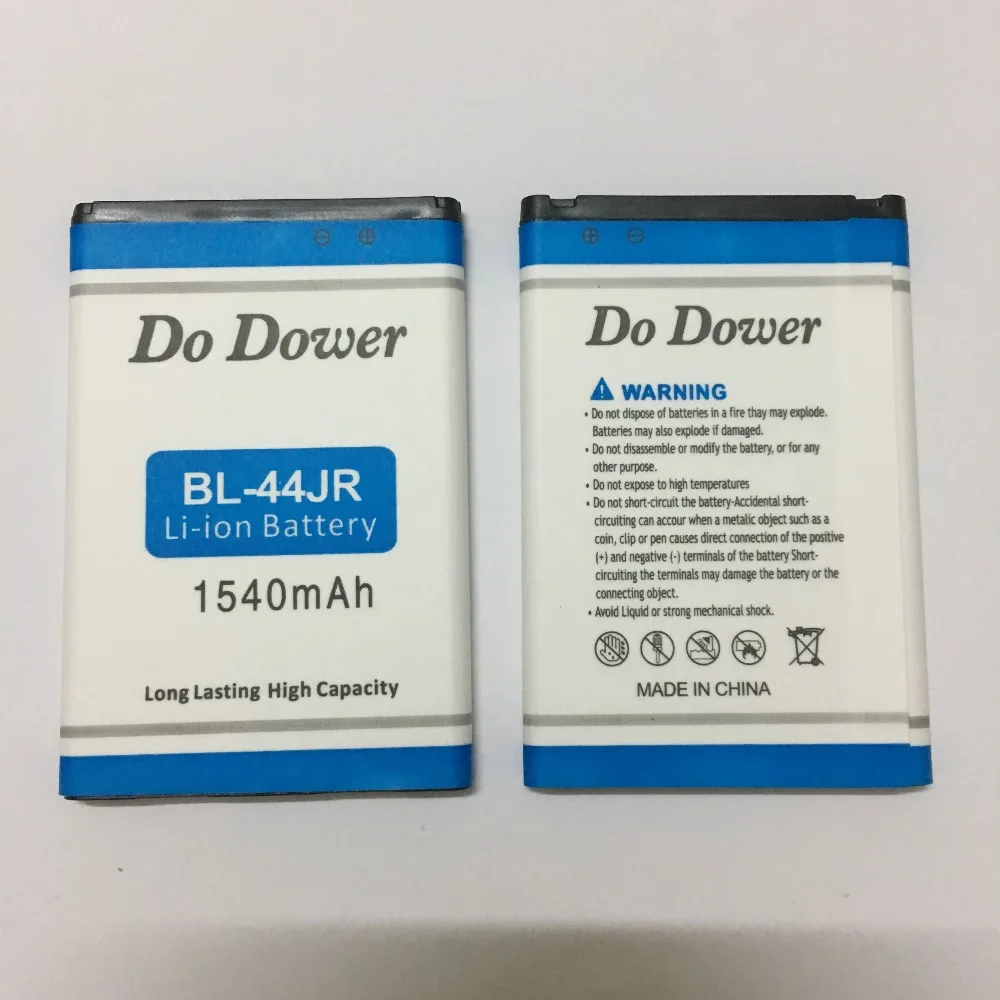 ⊖ ⊕
Do Dower
BL-44JR
Li-ion Battery
1540mAh
Long Lasting High Capacity
⊕ ⊖
Do Dower
WARNING
• Do not dispose of batteries in a fire thay may explode.
Batteries may also explode if damaged.
• Do not disassemble or modify the battery, or for any
other purpose.
• Do not expose to high temperatures
• Do not short-circuit the battery-Accidental short-
circuiting can accour when a metalic object such as a
coin, clip or pen causes direct connection of the positive
(+) and negative (-) terminals of the battery Short-
circuiting the terminals may damage the battery or the
connecting object.
• Avoid Liquid or strong mechanical shock.
MADE IN CHINA